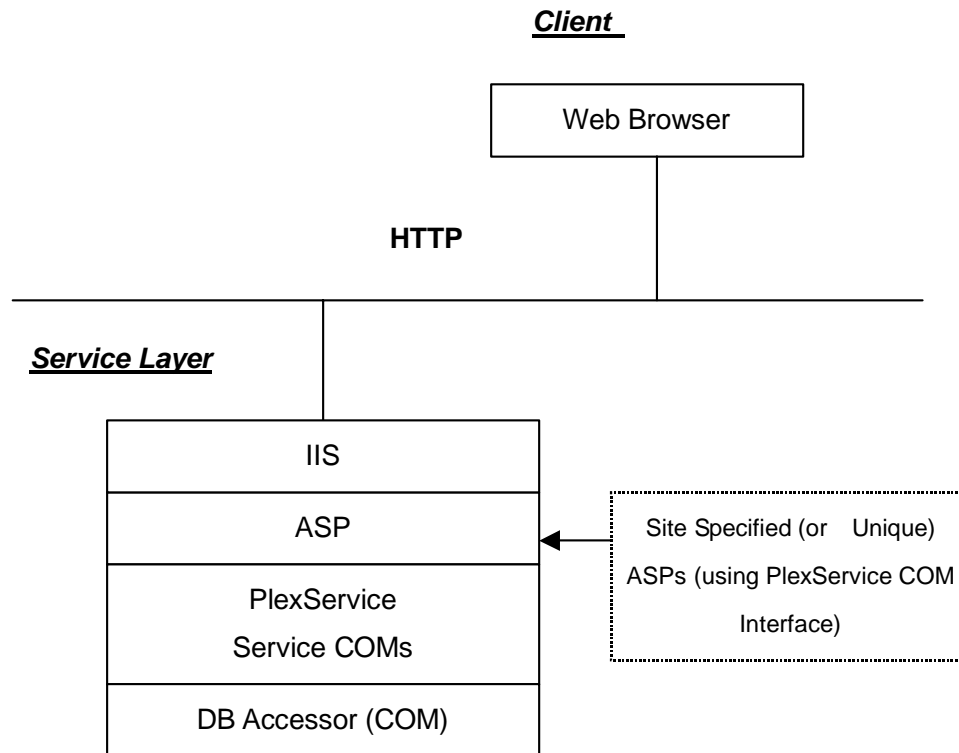 Client
Web Browser
HTTP
Service Layer
IIS
ASP
Site Specified (or Unique)
ASPs (using PlexService COM
Interface)
PlexService
Service COMs
DB Accessor (COM)